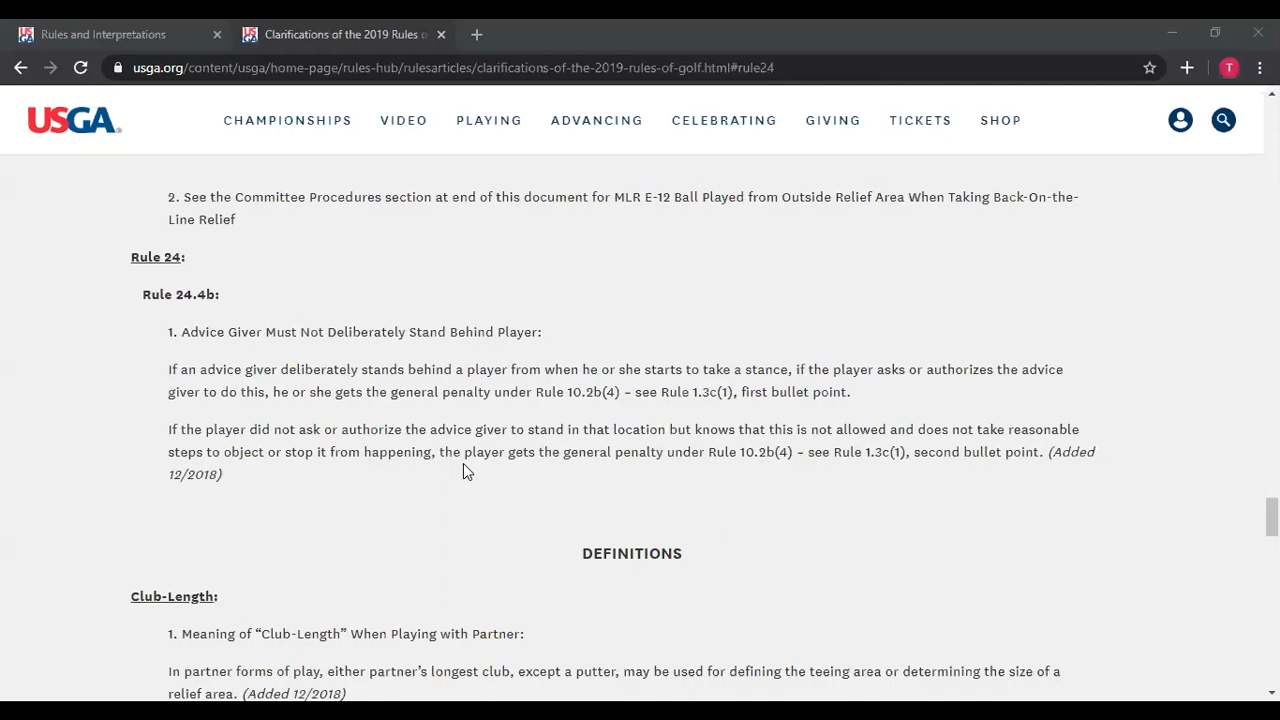 Rules and Interpretations
Clarifications of the 2019 Rules o
usga.org/content/usga/home-page/rules-hub/rulesarticles/clarifications-of-the-2019-rules-of-golf.html#rule24
T
USGA
CHAMPIONSHIPS VIDEO PLAYING ADVANCING CELEBRATING GIVING TICKETS SHOP
2. See the Committee Procedures section at end of this document for MLR E-12 Ball Played from Outside Relief Area When Taking Back-On-the-
Line Relief
Rule 24:
Rule 24.4b:
1. Advice Giver Must Not Deliberately Stand Behind Player:
If an advice giver deliberately stands behind a player from when he or she starts to take a stance, if the player asks or authorizes the advice
giver to do this, he or she gets the general penalty under Rule 10.2b(4) – see Rule 1.3c(1), first bullet point.
If the player did not ask or authorize the advice giver to stand in that location but knows that this is not allowed and does not take reasonable
steps to object or stop it from happening, the player gets the general penalty under Rule 10.2b(4) – see Rule 1.3c(1), second bullet point. (Added
12/2018)
DEFINITIONS
Club-Length:
1. Meaning of “Club-Length” When Playing with Partner:
In partner forms of play, either partner’s longest club, except a putter, may be used for defining the teeing area or determining the size of a
relief area. (Added 12/2018)